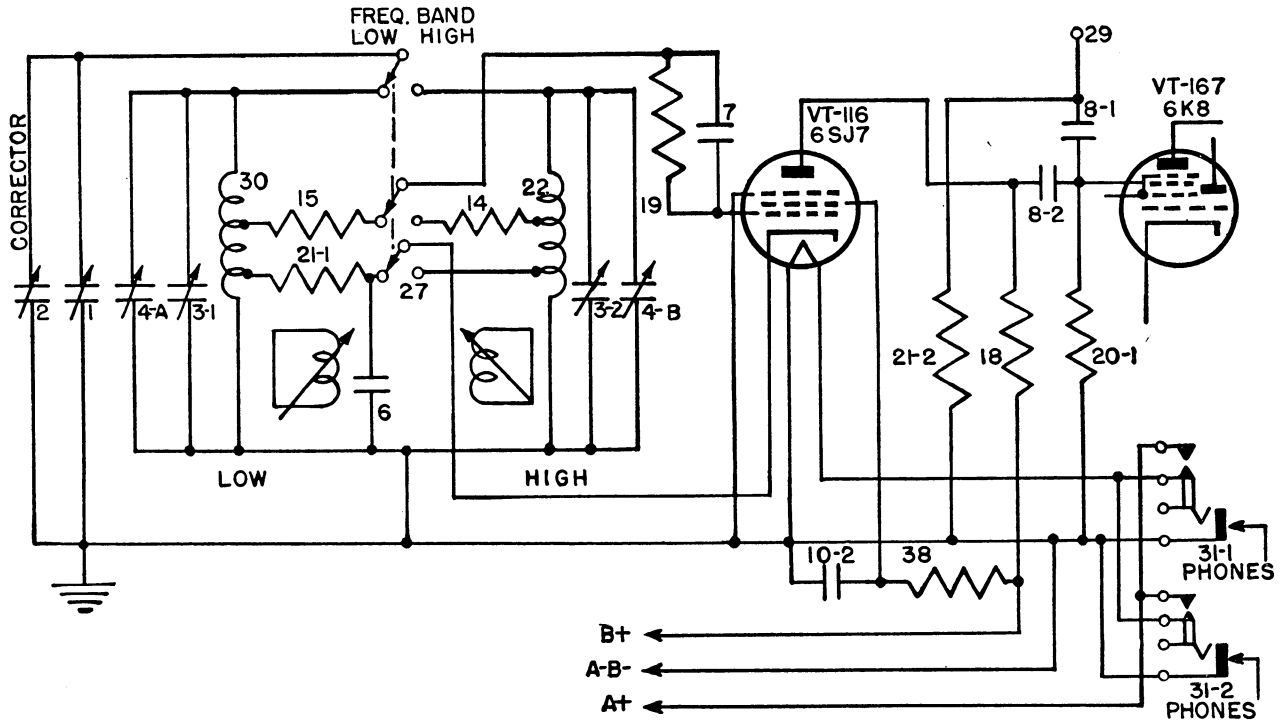 FREQ. BAND
LOW HIGH
29
VT-167
6K8
VT-116
6SJ7
8-1
7
CORRECTOR
30
15
14
22
19
8-2
21-1
27
2
1
4-A
3-1
3-2
4-B
6
21-2
18
20-1
LOW
HIGH
10-2
38
31-1
PHONES
B+
A-B-
A+
31-2
PHONES